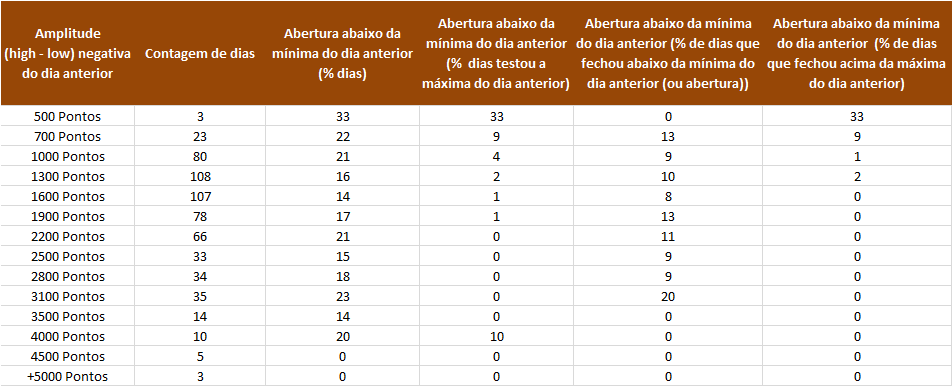 Amplitude (high - low) negativa do dia anterior | Contagem de dias | Abertura abaixo da mínima do dia anterior (% dias) | Abertura abaixo da mínima do dia anterior (% dias testou a máxima do dia anterior) | Abertura abaixo da mínima do dia anterior (% de dias que fechou abaixo da mínima do dia anterior (ou abertura)) | Abertura abaixo da mínima do dia anterior (% de dias que fechou acima da máxima do dia anterior)
500 Pontos 3 33 33 0 33
700 Pontos 23 22 9 13 9
1000 Pontos 80 21 4 9 1
1300 Pontos 108 16 2 10 2
1600 Pontos 107 14 1 8 0
1900 Pontos 78 17 1 13 0
2200 Pontos 66 21 0 11 0
2500 Pontos 33 15 0 9 0
2800 Pontos 34 18 0 9 0
3100 Pontos 35 23 0 20 0
3500 Pontos 14 14 0 0 0
4000 Pontos 10 20 10 0 0
4500 Pontos 5 0 0 0 0
+5000 Pontos 3 0 0 0 0